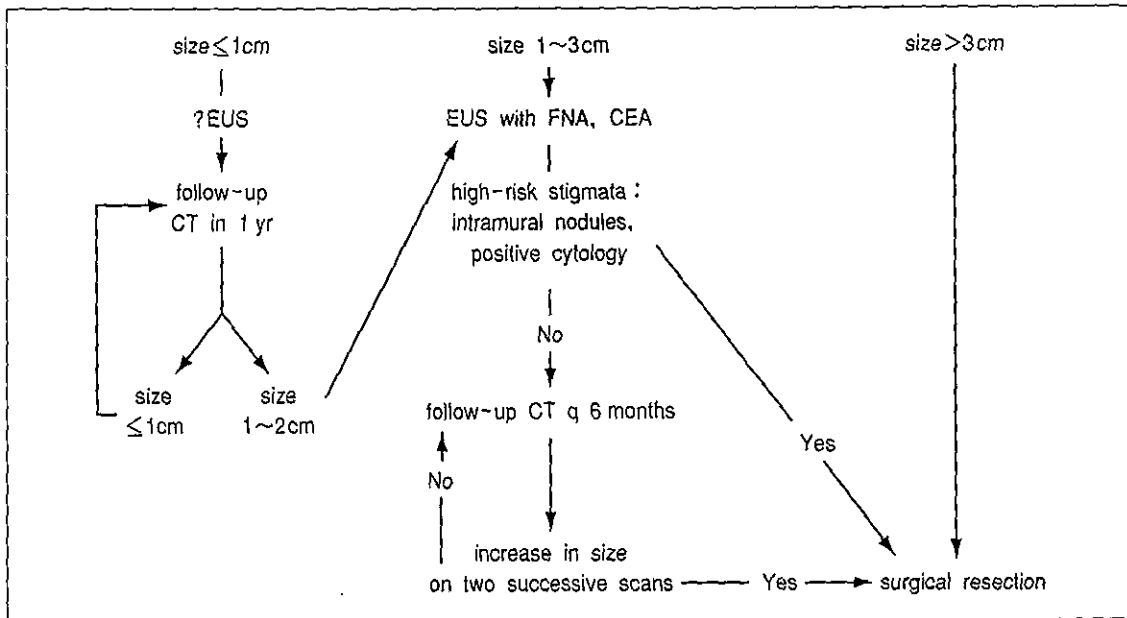 size≦1cm
?EUS
follow-up
CT in 1 yr
size
≦1cm
size
1~2cm
size 1~3cm
EUS with FNA, CEA
high-risk stigmata :
intramural nodules,
positive cytology
No
follow-up CT q 6 months
No
increase in size
on two successive scans
Yes
Yes
size>3cm
surgical resection